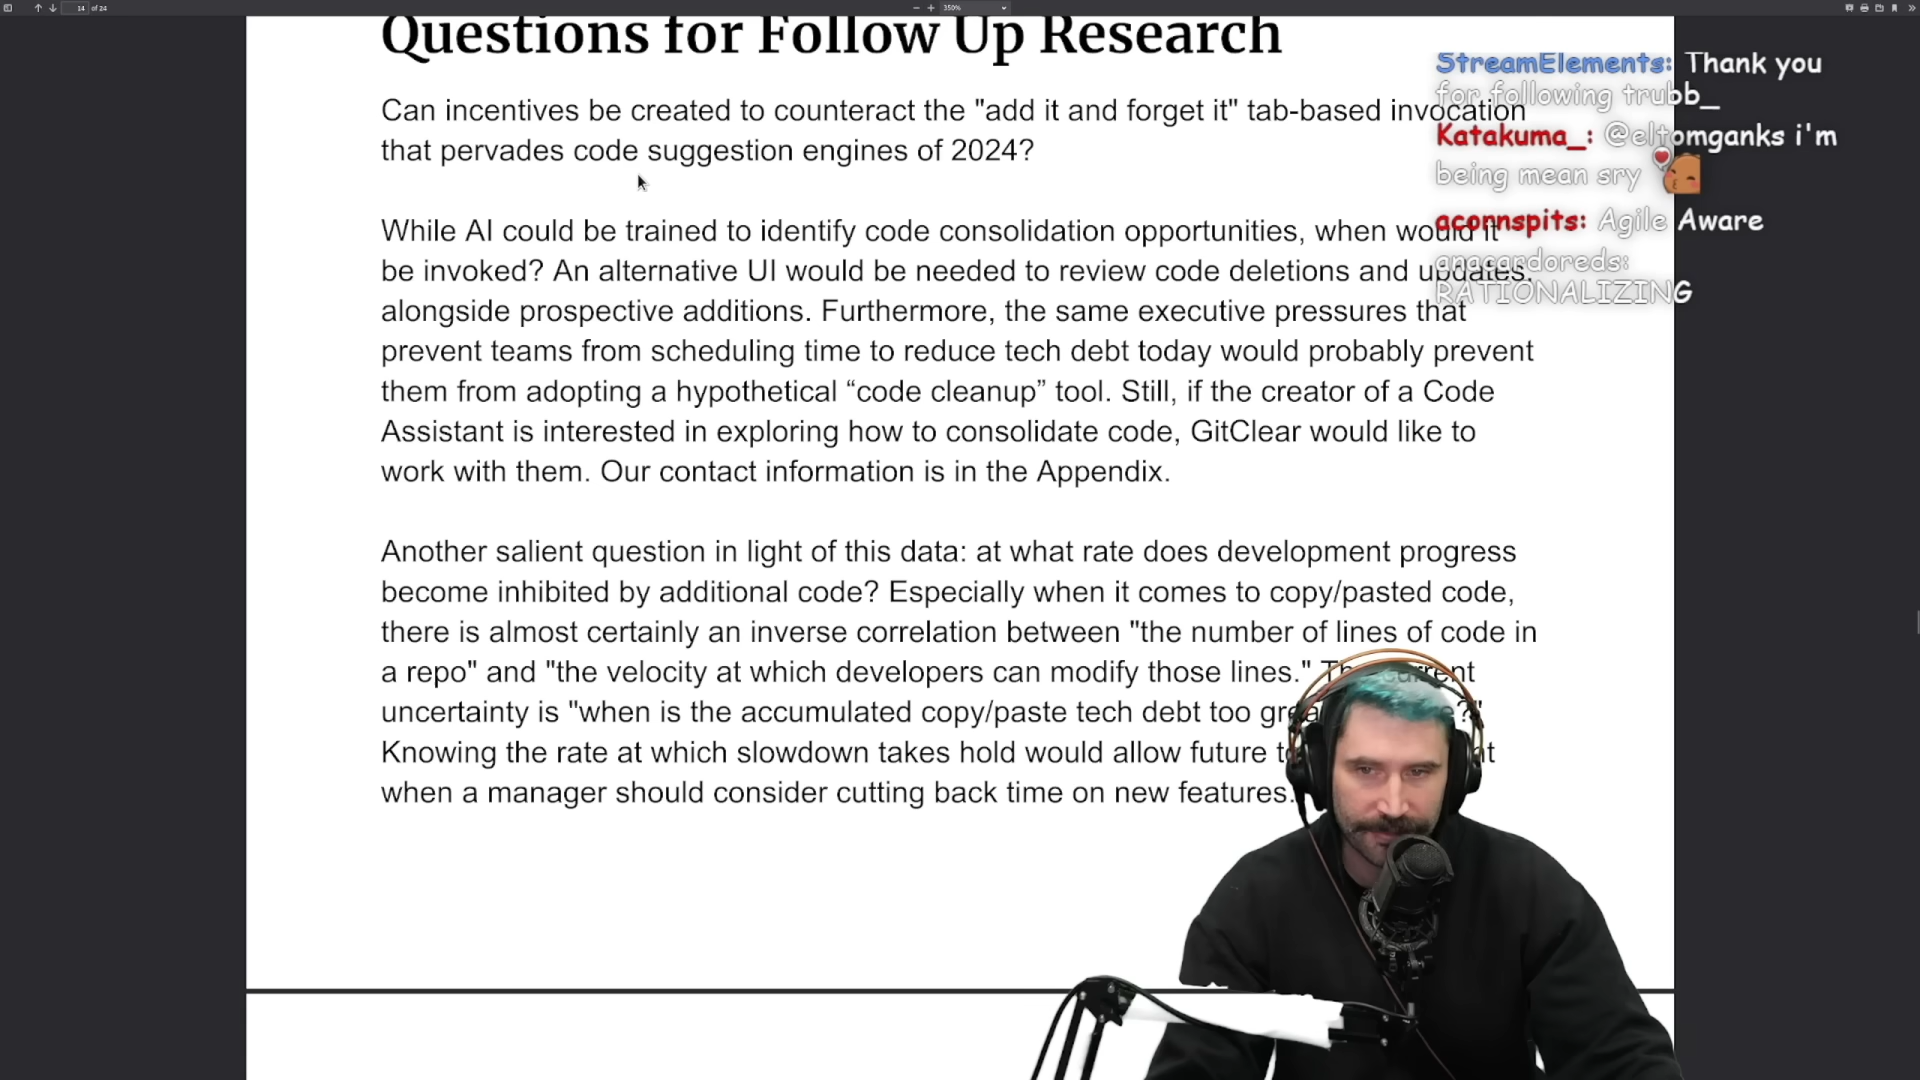 14 of 24
350%
Questions for Follow Up Research
Can incentives be created to counteract the "add it and forget it" tab-based invocation
that pervades code suggestion engines of 2024?
While AI could be trained to identify code consolidation opportunities, when would it
be invoked? An alternative UI would be needed to review code deletions and updates,
alongside prospective additions. Furthermore, the same executive pressures that
prevent teams from scheduling time to reduce tech debt today would probably prevent
them from adopting a hypothetical “code cleanup” tool. Still, if the creator of a Code
Assistant is interested in exploring how to consolidate code, GitClear would like to
work with them. Our contact information is in the Appendix.
Another salient question in light of this data: at what rate does development progress
become inhibited by additional code? Especially when it comes to copy/pasted code,
there is almost certainly an inverse correlation between "the number of lines of code in
a repo" and "the velocity at which developers can modify those lines." The current
uncertainty is "when is the accumulated copy/paste tech debt too
Knowing the rate at which slowdown takes hold would allow future
when a manager should consider cutting back time on new features.
StreamElements: Thank you
for following trubb_
Katakuma_: @eltomganks i'm
being mean sry
aconnspits: Agile Aware
anacardoreds:
RATIONALIZING